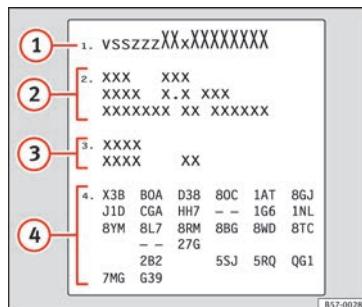 1 1. VSSZZZXXxXXXXXXXX
2. XXX XXX
2 XXXX X.X XXX
XXXXXXX XX XXXXXX
3. XXXX
3 XXXX XX
4. X3B B0A D38 80C 1AT 8GJ
J1D CGA HH7 - - 1G6 1NL
4 8YM 8L7 8RM 8BG 8WD 8TC
- - 27G
2B2 5SJ 5RQ QG1
7MG G39
B57-0028